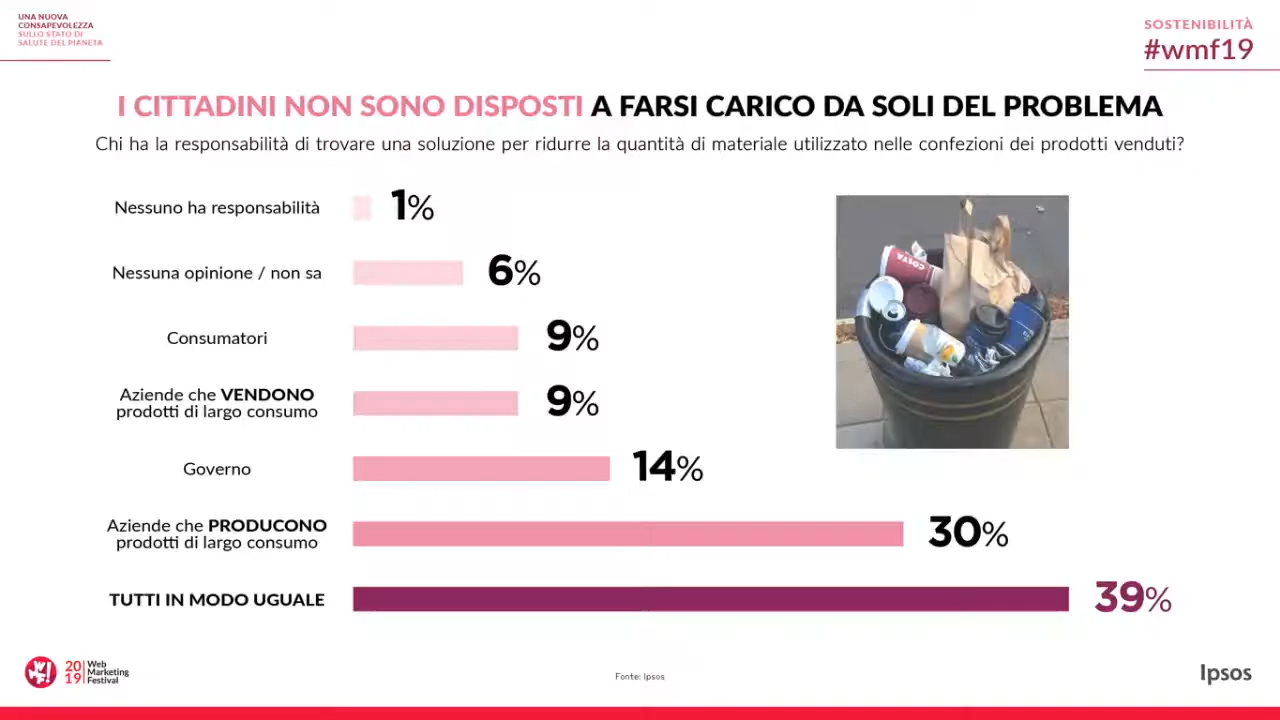 UNA NUOVA
CONSAPEVOLEZZA
SULLO STATO DI
SALUTE DEL PIANETA
SOSTENIBILITÀ
#wmf19
I CITTADINI NON SONO DISPOSTI A FARSI CARICO DA SOLI DEL PROBLEMA
Chi ha la responsabilità di trovare una soluzione per ridurre la quantità di materiale utilizzato nelle confezioni dei prodotti venduti?
Nessuno ha responsabilità 1%
Nessuna opinione / non sa 6%
Consumatori 9%
Aziende che VENDONO
prodotti di largo consumo 9%
Governo 14%
Aziende che PRODUCONO
prodotti di largo consumo 30%
TUTTI IN MODO UGUALE 39%
COSTA
20
19
Web
Marketing
Festival
Fonte: Ipsos
Ipsos